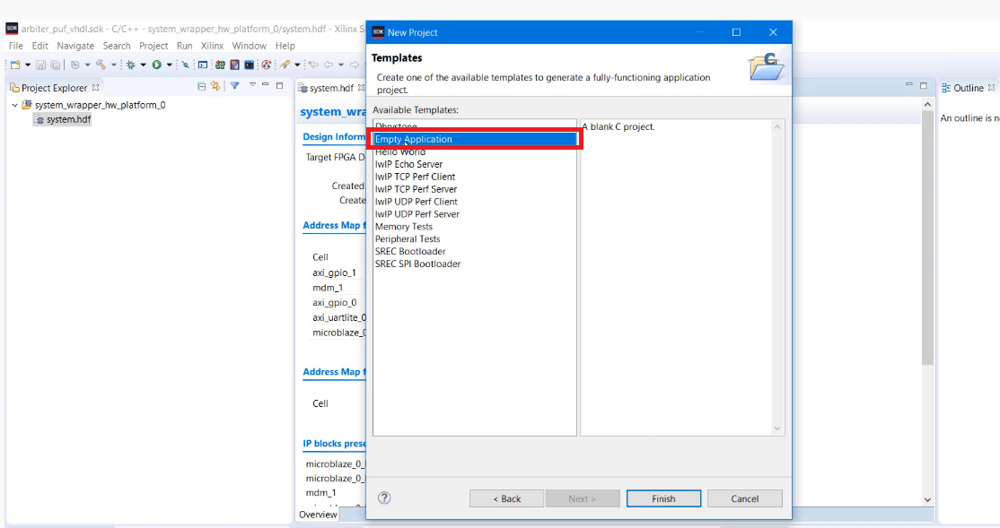 SDK arbiter_puf_vhdl.sdk - C/C++ - system_wrapper_hw_platform_0/system.hdf - Xilinx S
File Edit Navigate Search Project Run Xilinx Window Help
Project Explorer
system_wrapper_hw_platform_0
system.hdf
system.hdf
system_wra
Design Inform
Target FPGA D
Created
Create
Address Map f
Cell
axi_gpio_1
mdm_1
axi_gpio_0
axi_uartlite_0
microblaze_0
Address Map f
Cell
IP blocks prese
microblaze_0_
microblaze_0_
mdm_1
Overview
SDK New Project
Templates
Create one of the available templates to generate a fully-functioning application
project.
Available Templates:
Dhrystone
Empty Application
Hello World
lwIP Echo Server
lwIP TCP Perf Client
lwIP TCP Perf Server
lwIP UDP Perf Client
lwIP UDP Perf Server
Memory Tests
Peripheral Tests
SREC Bootloader
SREC SPI Bootloader
A blank C project.
? < Back Next > Finish Cancel
Outline
An outline is n